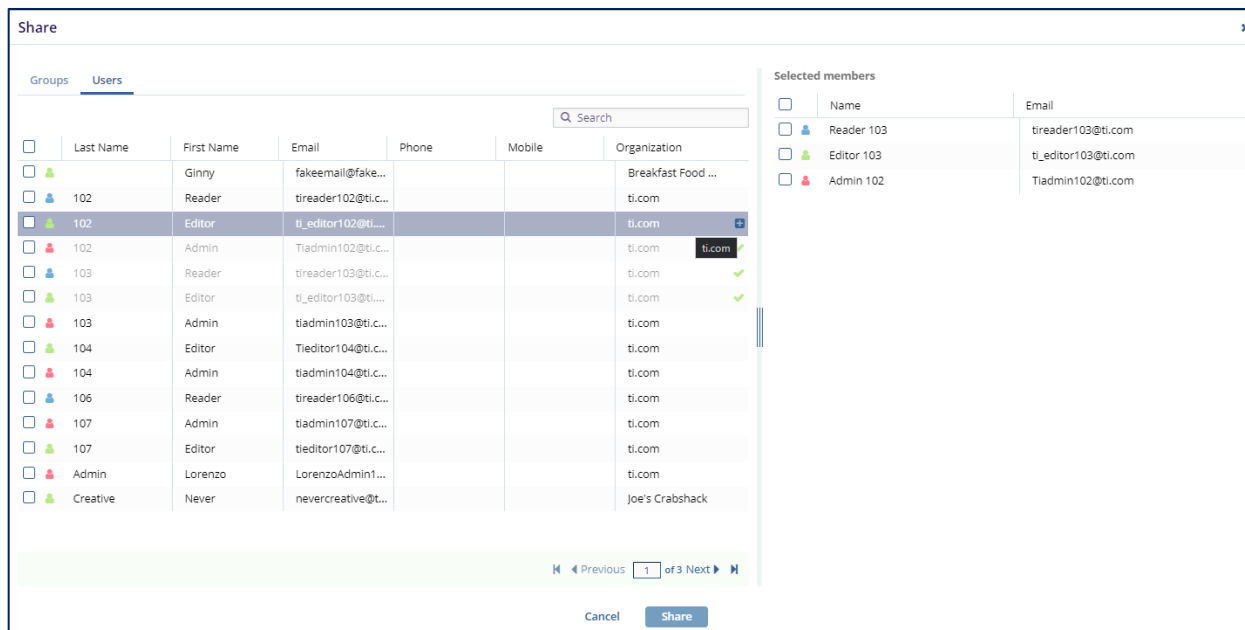 Share
Groups Users
Search
Last Name First Name Email Phone Mobile Organization
Ginny fakeemail@fake... Breakfast Food ...
102 Reader tireader102@ti.c... ti.com
102 Editor ti_editor102@ti.... ti.com
ti.com
102 Admin Tiadmin102@ti.c... ti.com
103 Reader tireader103@ti.c... ti.com
103 Editor ti_editor103@ti.... ti.com
103 Admin tiadmin103@ti.c... ti.com
104 Editor Tieditor104@ti.c... ti.com
104 Admin tiadmin104@ti.c... ti.com
106 Reader tireader106@ti.c... ti.com
107 Admin tiadmin107@ti.c... ti.com
107 Editor tieditor107@ti.c... ti.com
Admin Lorenzo LorenzoAdmin1... ti.com
Creative Never nevercreative@t... Joe's Crabshack
Previous 1 of 3 Next
Selected members
Name Email
Reader 103 tireader103@ti.com
Editor 103 ti_editor103@ti.com
Admin 102 Tiadmin102@ti.com
Cancel Share